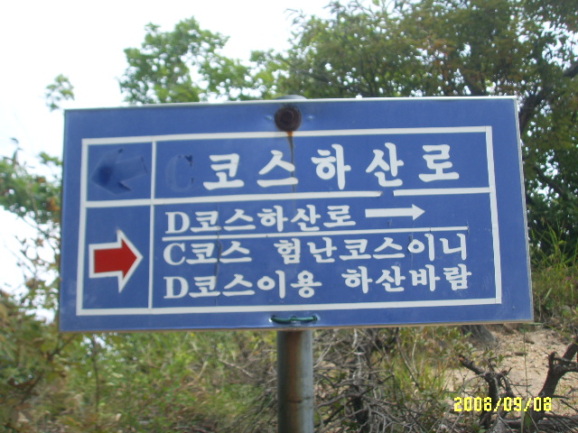 C 코스하산로
D코스하산로 →
C코스 험난코스이니
D코스이용 하산바람
2008/09/08